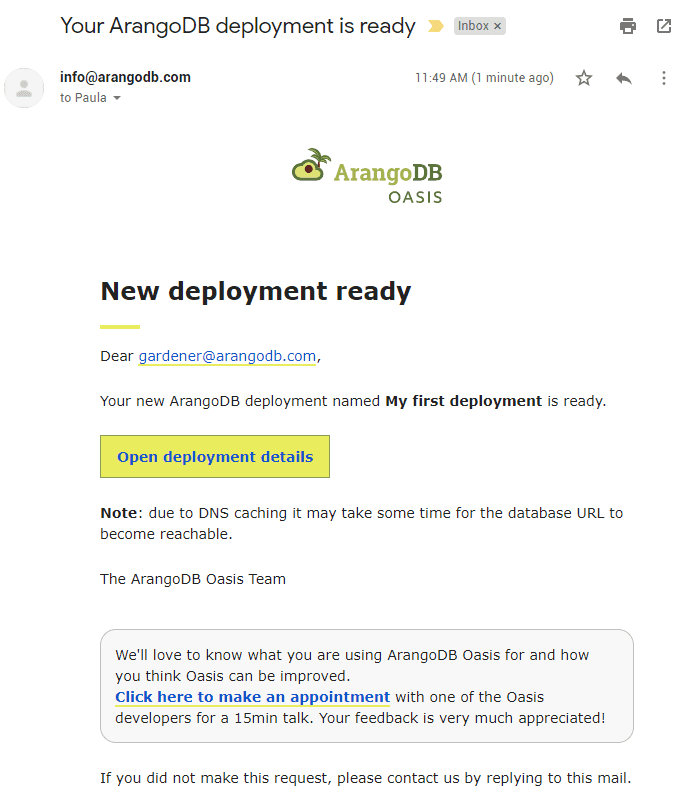 Your ArangoDB deployment is ready
Inbox ×
info@arangodb.com
11:49 AM (1 minute ago)
to Paula
ArangoDB
OASIS
New deployment ready
Dear gardener@arangodb.com,
Your new ArangoDB deployment named My first deployment is ready.
Open deployment details
Note: due to DNS caching it may take some time for the database URL to
become reachable.
The ArangoDB Oasis Team
We'll love to know what you are using ArangoDB Oasis for and how
you think Oasis can be improved.
Click here to make an appointment with one of the Oasis
developers for a 15min talk. Your feedback is very much appreciated!
If you did not make this request, please contact us by replying to this mail.